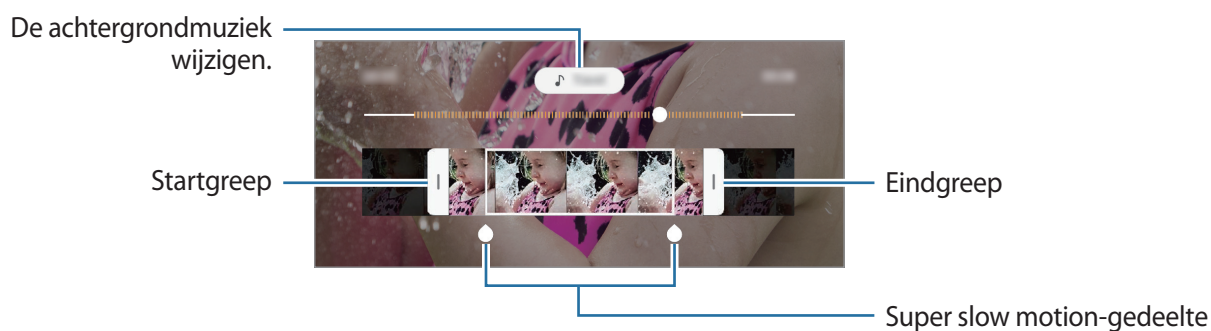 De achtergrondmuziek
wijzigen.
Startgreep
Eindgreep
Super slow motion-gedeelte